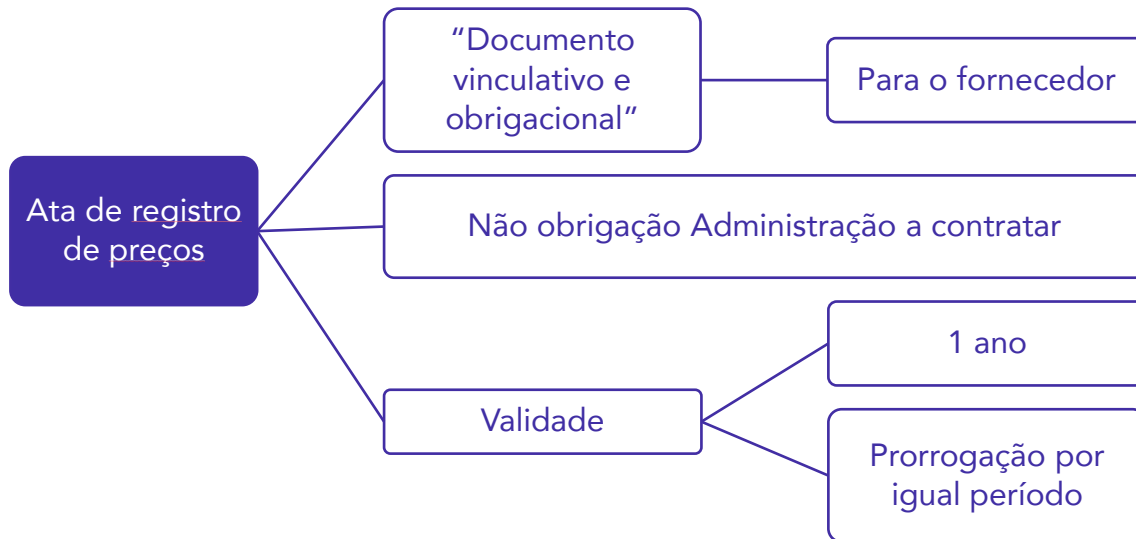 “Documento
vinculativo e
obrigacional”
Para o fornecedor
Ata de registro
de preços
Não obrigação Administração a contratar
1 ano
Validade
Prorrogação por
igual período